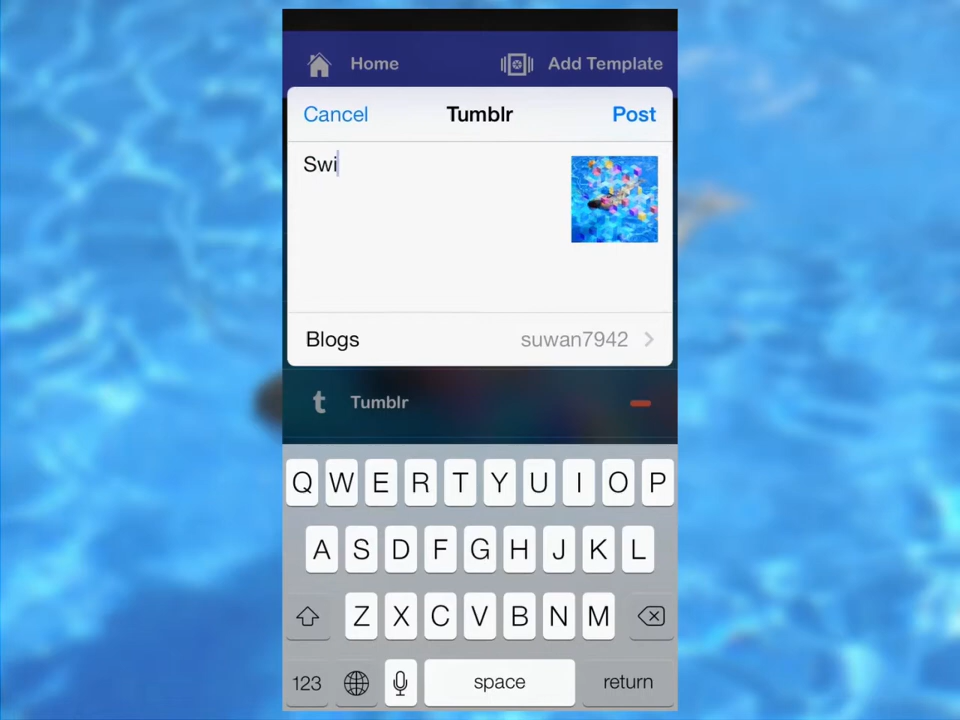 Home
Add Template
Cancel
Tumblr
Post
Swi
Blogs
suwan7942
t Tumblr
Q W E R T Y U I O P
A S D F G H J K L
Z X C V B N M
123
space
return